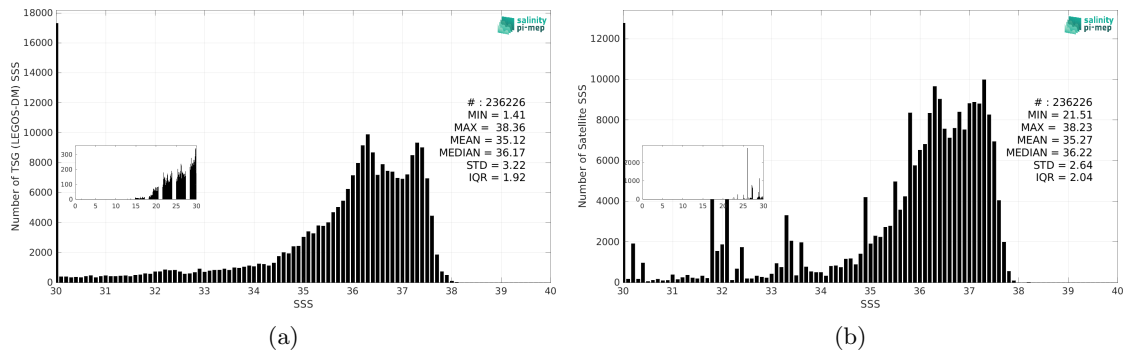 salinity
pi-mep
Number of TSG (LEGOS-DM) SSS
18000
16000
14000
12000
10000
8000
6000
4000
2000
0
# : 236226
MIN = 1.41
MAX = 38.36
MEAN = 35.12
MEDIAN = 36.17
STD = 3.22
IQR = 1.92
300
200
100
0
0 5 10 15 20 25 30
30 31 32 33 34 35 36 37 38 39 40
SSS
(a)
salinity
pi-mep
Number of Satellite SSS
12000
10000
8000
6000
4000
2000
0
# : 236226
MIN = 21.51
MAX = 38.23
MEAN = 35.27
MEDIAN = 36.22
STD = 2.64
IQR = 2.04
2000
1000
0
0 5 10 15 20 25 30
30 31 32 33 34 35 36 37 38 39 40
SSS
(b)